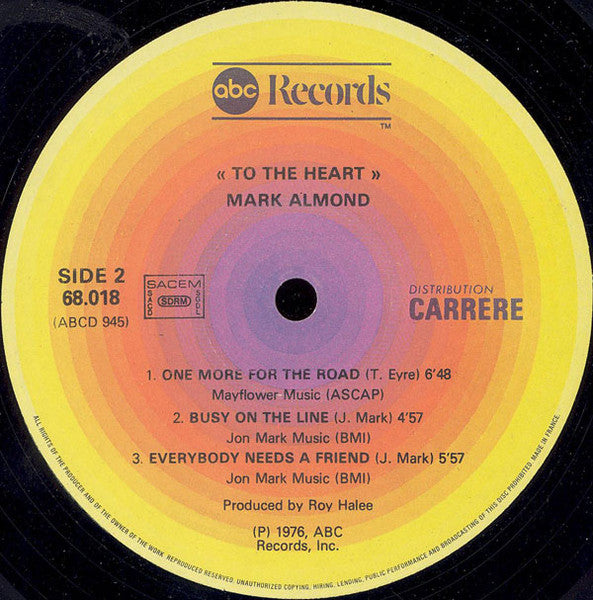 abc Records
TM
« TO THE HEART »
MARK ALMOND
SIDE 2
68.018
(ABCD 945)
SACEM
SACD
SDRM
SGDL
DISTRIBUTION
CARRERE
1. ONE MORE FOR THE ROAD (T. Eyre) 6'48
Mayflower Music (ASCAP)
2. BUSY ON THE LINE (J. Mark) 4'57
Jon Mark Music (BMI)
3. EVERYBODY NEEDS A FRIEND (J. Mark) 5'57
Jon Mark Music (BMI)
Produced by Roy Halee
(P) 1976, ABC
Records, Inc.
ALL RIGHTS OF THE PRODUCER AND OF THE OWNER OF THE WORK REPRODUCED RESERVED. UNAUTHORIZED COPYING, HIRING, LENDING, PUBLIC PERFORMANCE AND BROADCASTING OF THIS DISC PROHIBITED. MADE IN FRANCE.